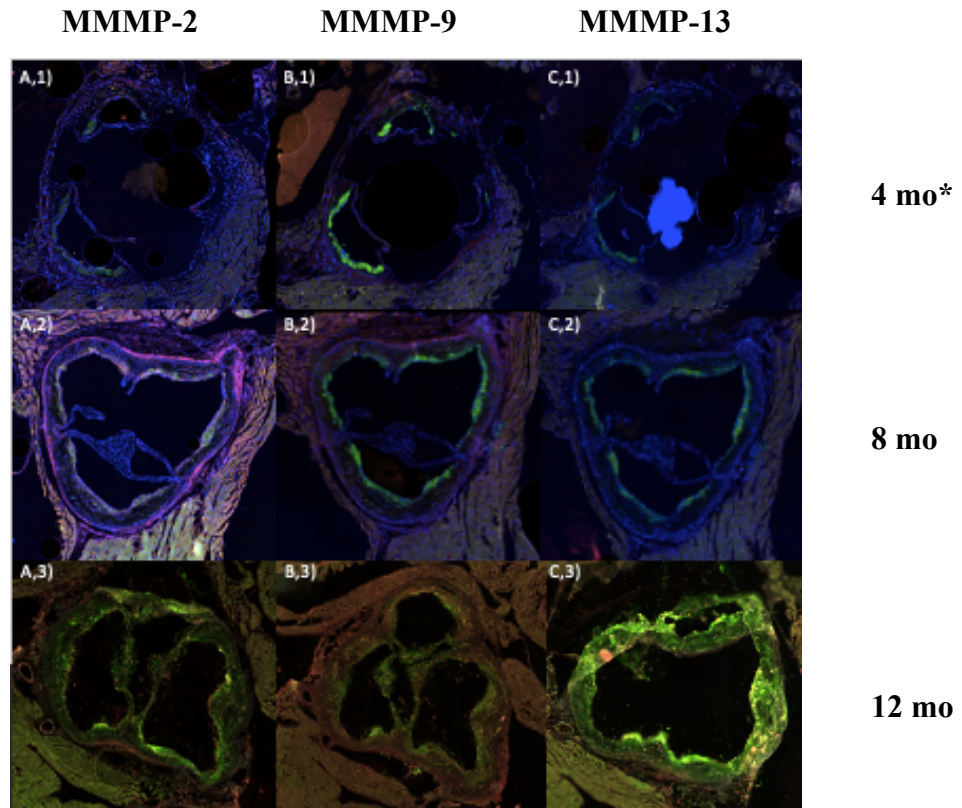 MMMP-2 MMMP-9 MMMP-13
A,1) B,1) C,1)
4 mo*
A,2) B,2) C,2)
8 mo
A,3) B,3) C,3)
12 mo